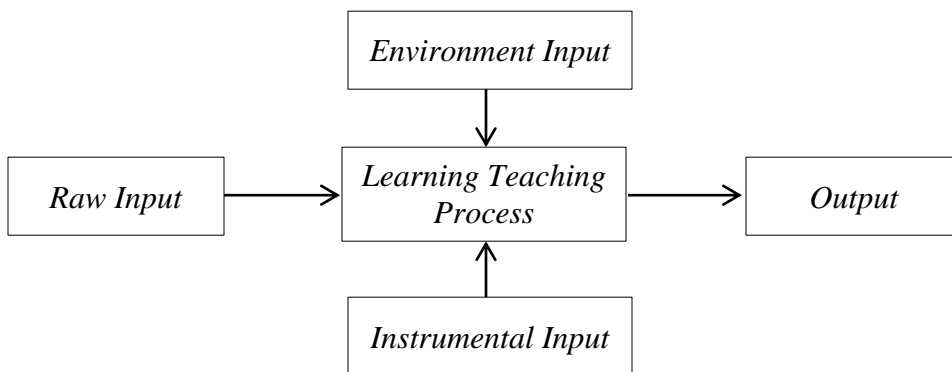 Environment Input
Raw Input
Learning Teaching
Process
Output
Instrumental Input